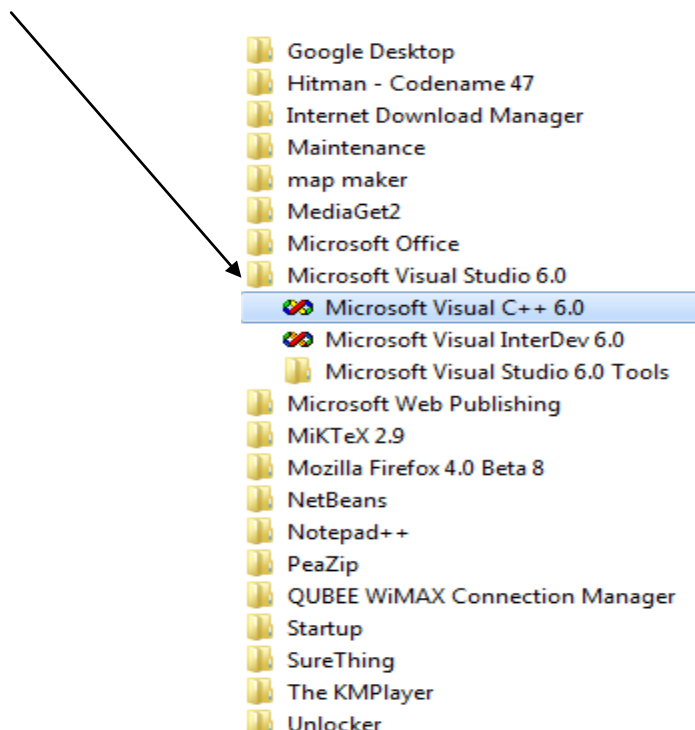 Google Desktop
Hitman - Codename 47
Internet Download Manager
Maintenance
map maker
MediaGet2
Microsoft Office
Microsoft Visual Studio 6.0
Microsoft Visual C++ 6.0
Microsoft Visual InterDev 6.0
Microsoft Visual Studio 6.0 Tools
Microsoft Web Publishing
MiKTeX 2.9
Mozilla Firefox 4.0 Beta 8
NetBeans
Notepad++
PeaZip
QUBEE WiMAX Connection Manager
Startup
SureThing
The KMPlayer
Unlocker